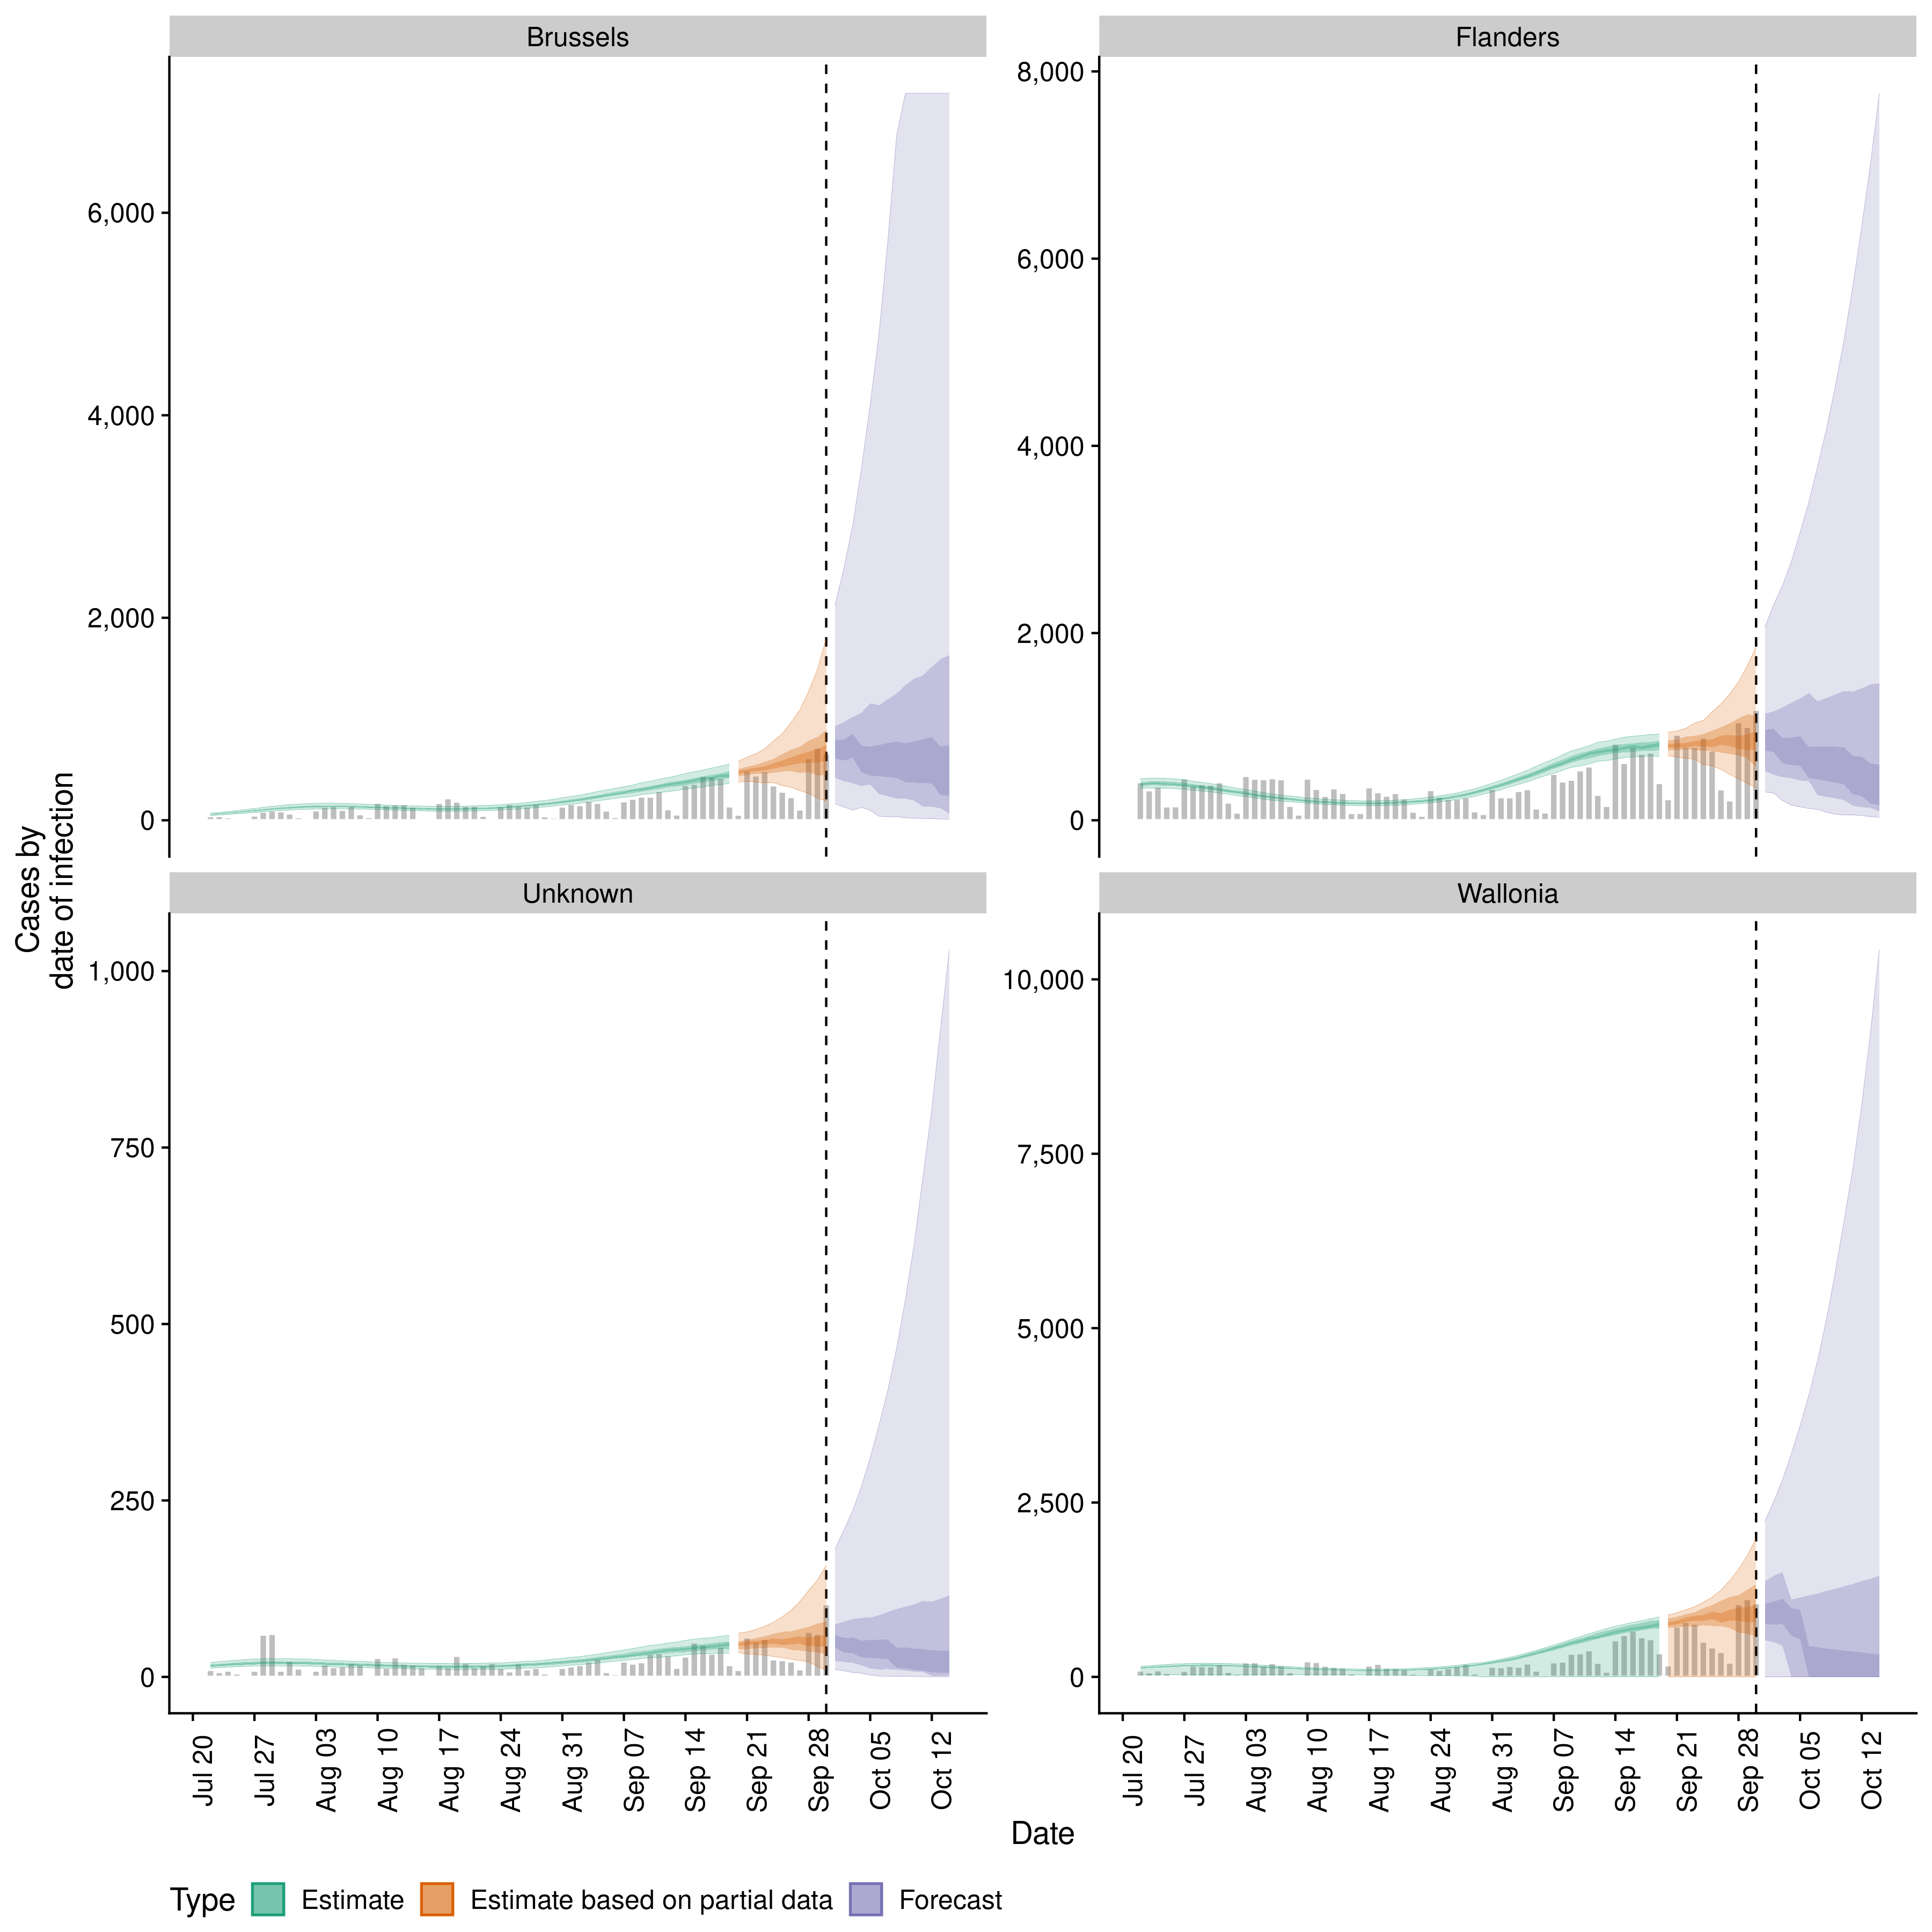 Brussels
Flanders
8,000
6,000
4,000
2,000
0
6,000
4,000
2,000
0
Cases by
date of infection
Unknown
Wallonia
1,000
750
500
250
0
10,000
7,500
5,000
2,500
0
Jul 20
Jul 27
Aug 03
Aug 10
Aug 17
Aug 24
Aug 31
Sep 07
Sep 14
Sep 21
Sep 28
Oct 05
Oct 12
Jul 20
Jul 27
Aug 03
Aug 10
Aug 17
Aug 24
Aug 31
Sep 07
Sep 14
Sep 21
Sep 28
Oct 05
Oct 12
Date
Type Estimate Estimate based on partial data Forecast